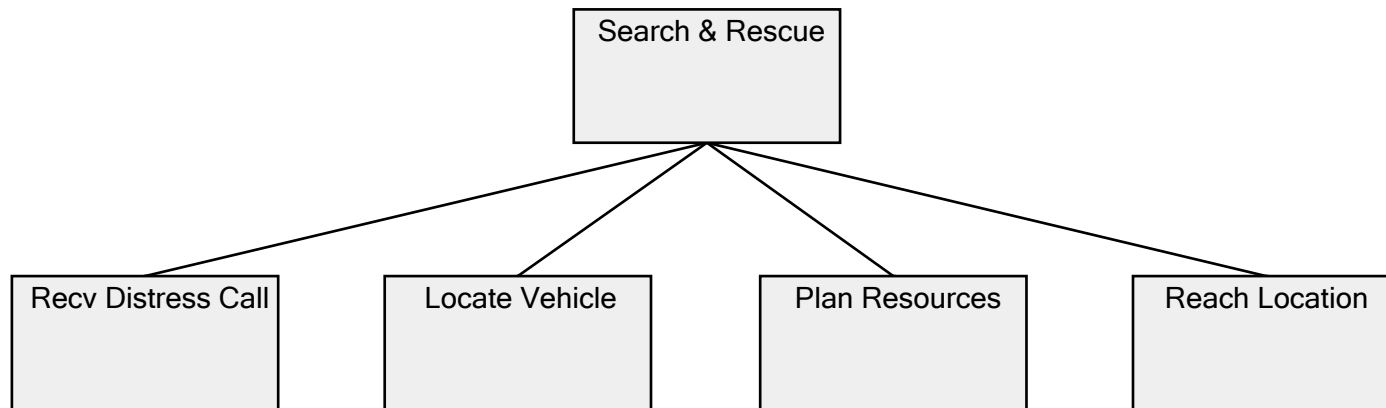 Search & Rescue
Recv Distress Call
Locate Vehicle
Plan Resources
Reach Location